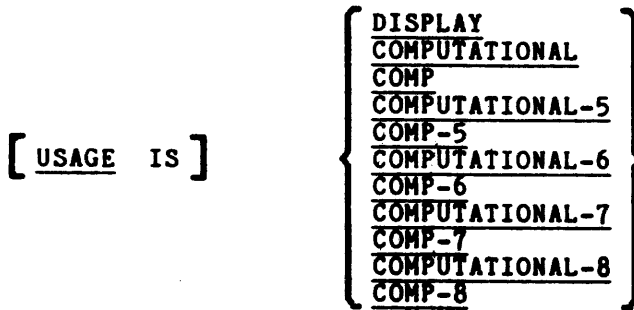 DISPLAY
COMPUTATIONAL
COMP
COMPUTATIONAL-5
COMP-5
[ USAGE IS ]
COMPUTATIONAL-6
COMP-6
COMPUTATIONAL-7
COMP-7
COMPUTATIONAL-8
COMP-8